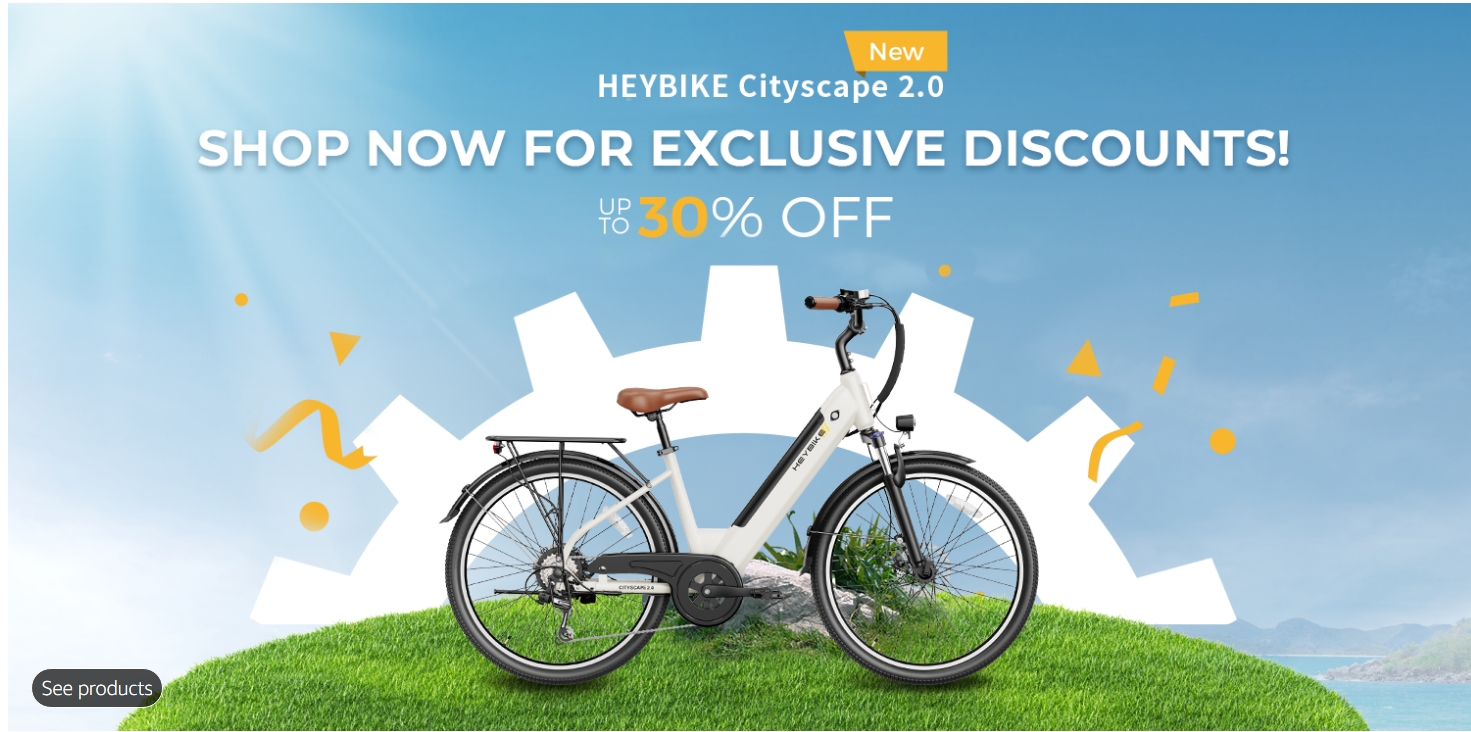 New
HEYBIKE Cityscape 2.0
SHOP NOW FOR EXCLUSIVE DISCOUNTS!
UP TO 30% OFF
HEYBIKE
CITYSCAPE 2.0
See products